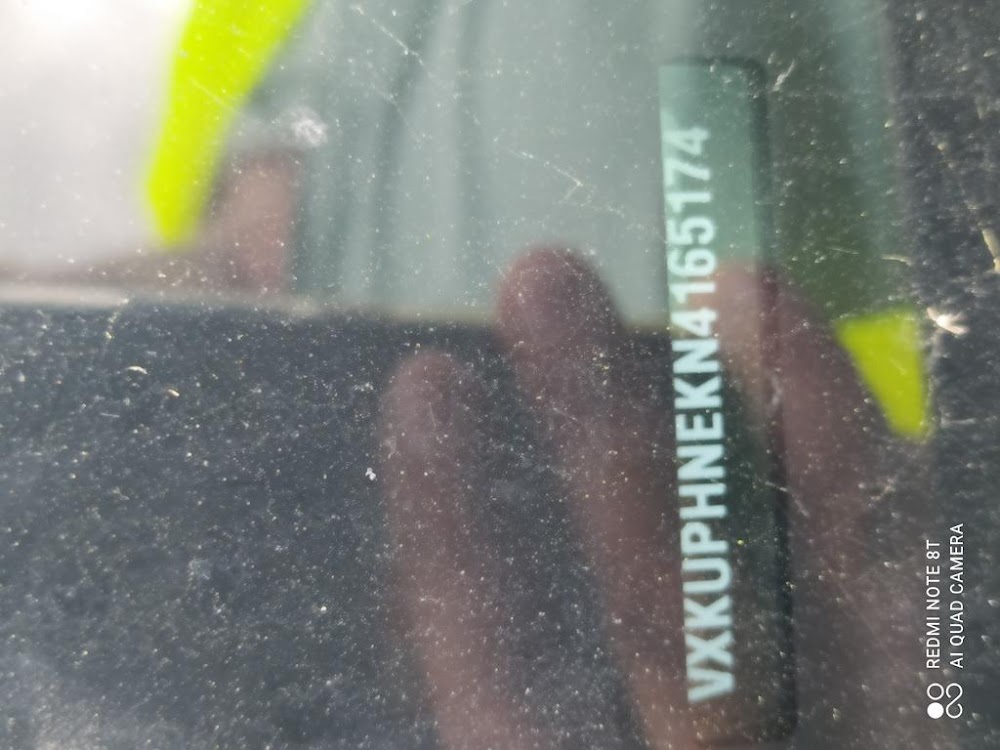 VXKUPHNEKN4165174
REDMI NOTE 8T
AI QUAD CAMERA